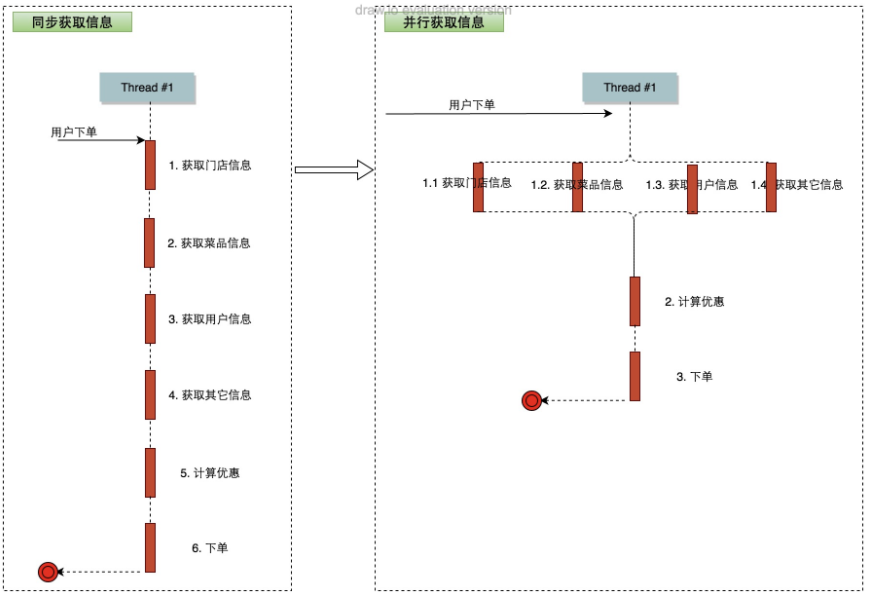 draw.io evaluation version
同步获取信息
Thread #1
用户下单
1. 获取门店信息
2. 获取菜品信息
3. 获取用户信息
4. 获取其它信息
5. 计算优惠
6. 下单
并行获取信息
Thread #1
用户下单
1.1 获取门店信息
1.2. 获取菜品信息
1.3. 获取用户信息
1.4 获取其它信息
2. 计算优惠
3. 下单